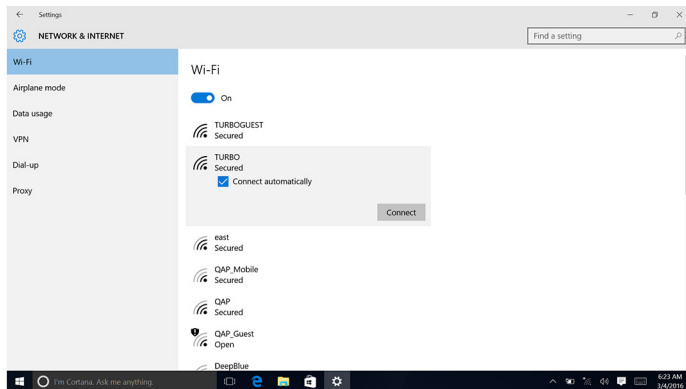 Settings
NETWORK & INTERNET
Find a setting
Wi-Fi
Airplane mode
Data usage
VPN
Dial-up
Proxy
Wi-Fi
On
TURBOGUEST
Secured
TURBO
Secured
Connect automatically
Connect
east
Secured
QAP_Mobile
Secured
QAP
Secured
QAP_Guest
Open
DeepBlue
I'm Cortana. Ask me anything.
6:23 AM
3/4/2016